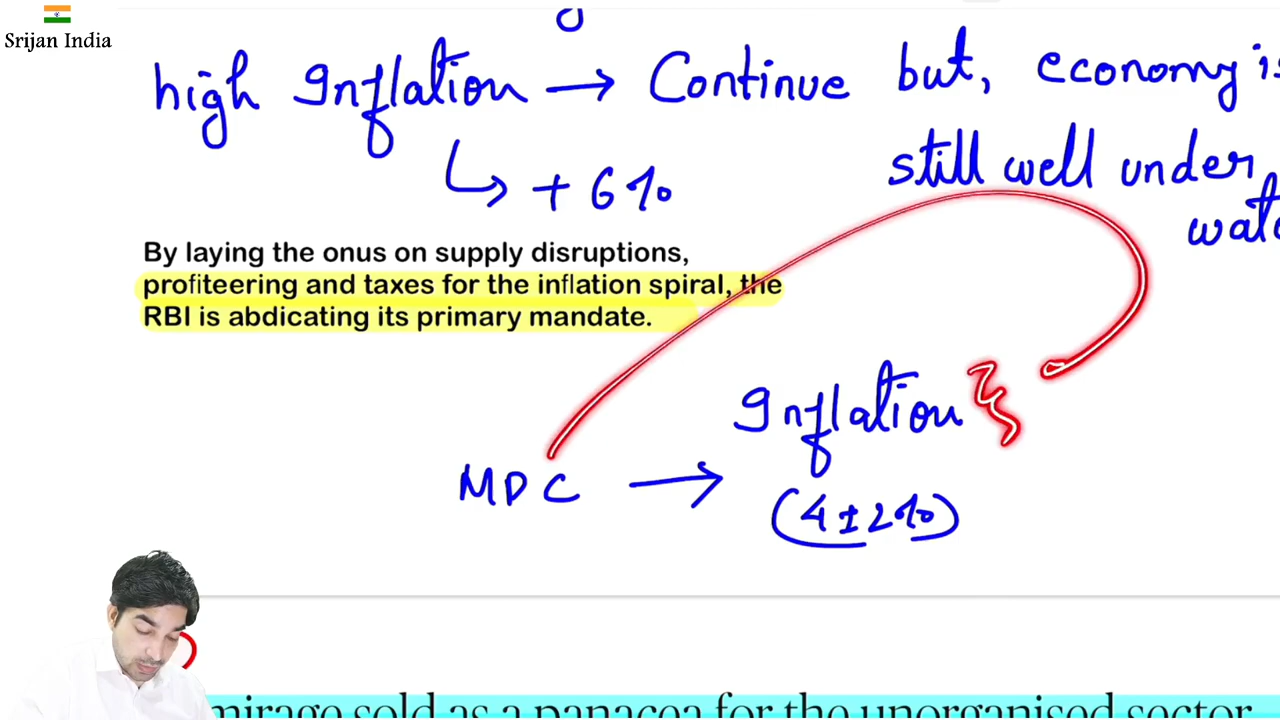 Srijan India
high Inflation → Continue but, economy is
still well under
→ + 6%
By laying the onus on supply disruptions,
profiteering and taxes for the inflation spiral, the
RBI is abdicating its primary mandate.
Inflation
MPC →
(4 ± 2%)
mirage sold as a panacea for the unorganised sector